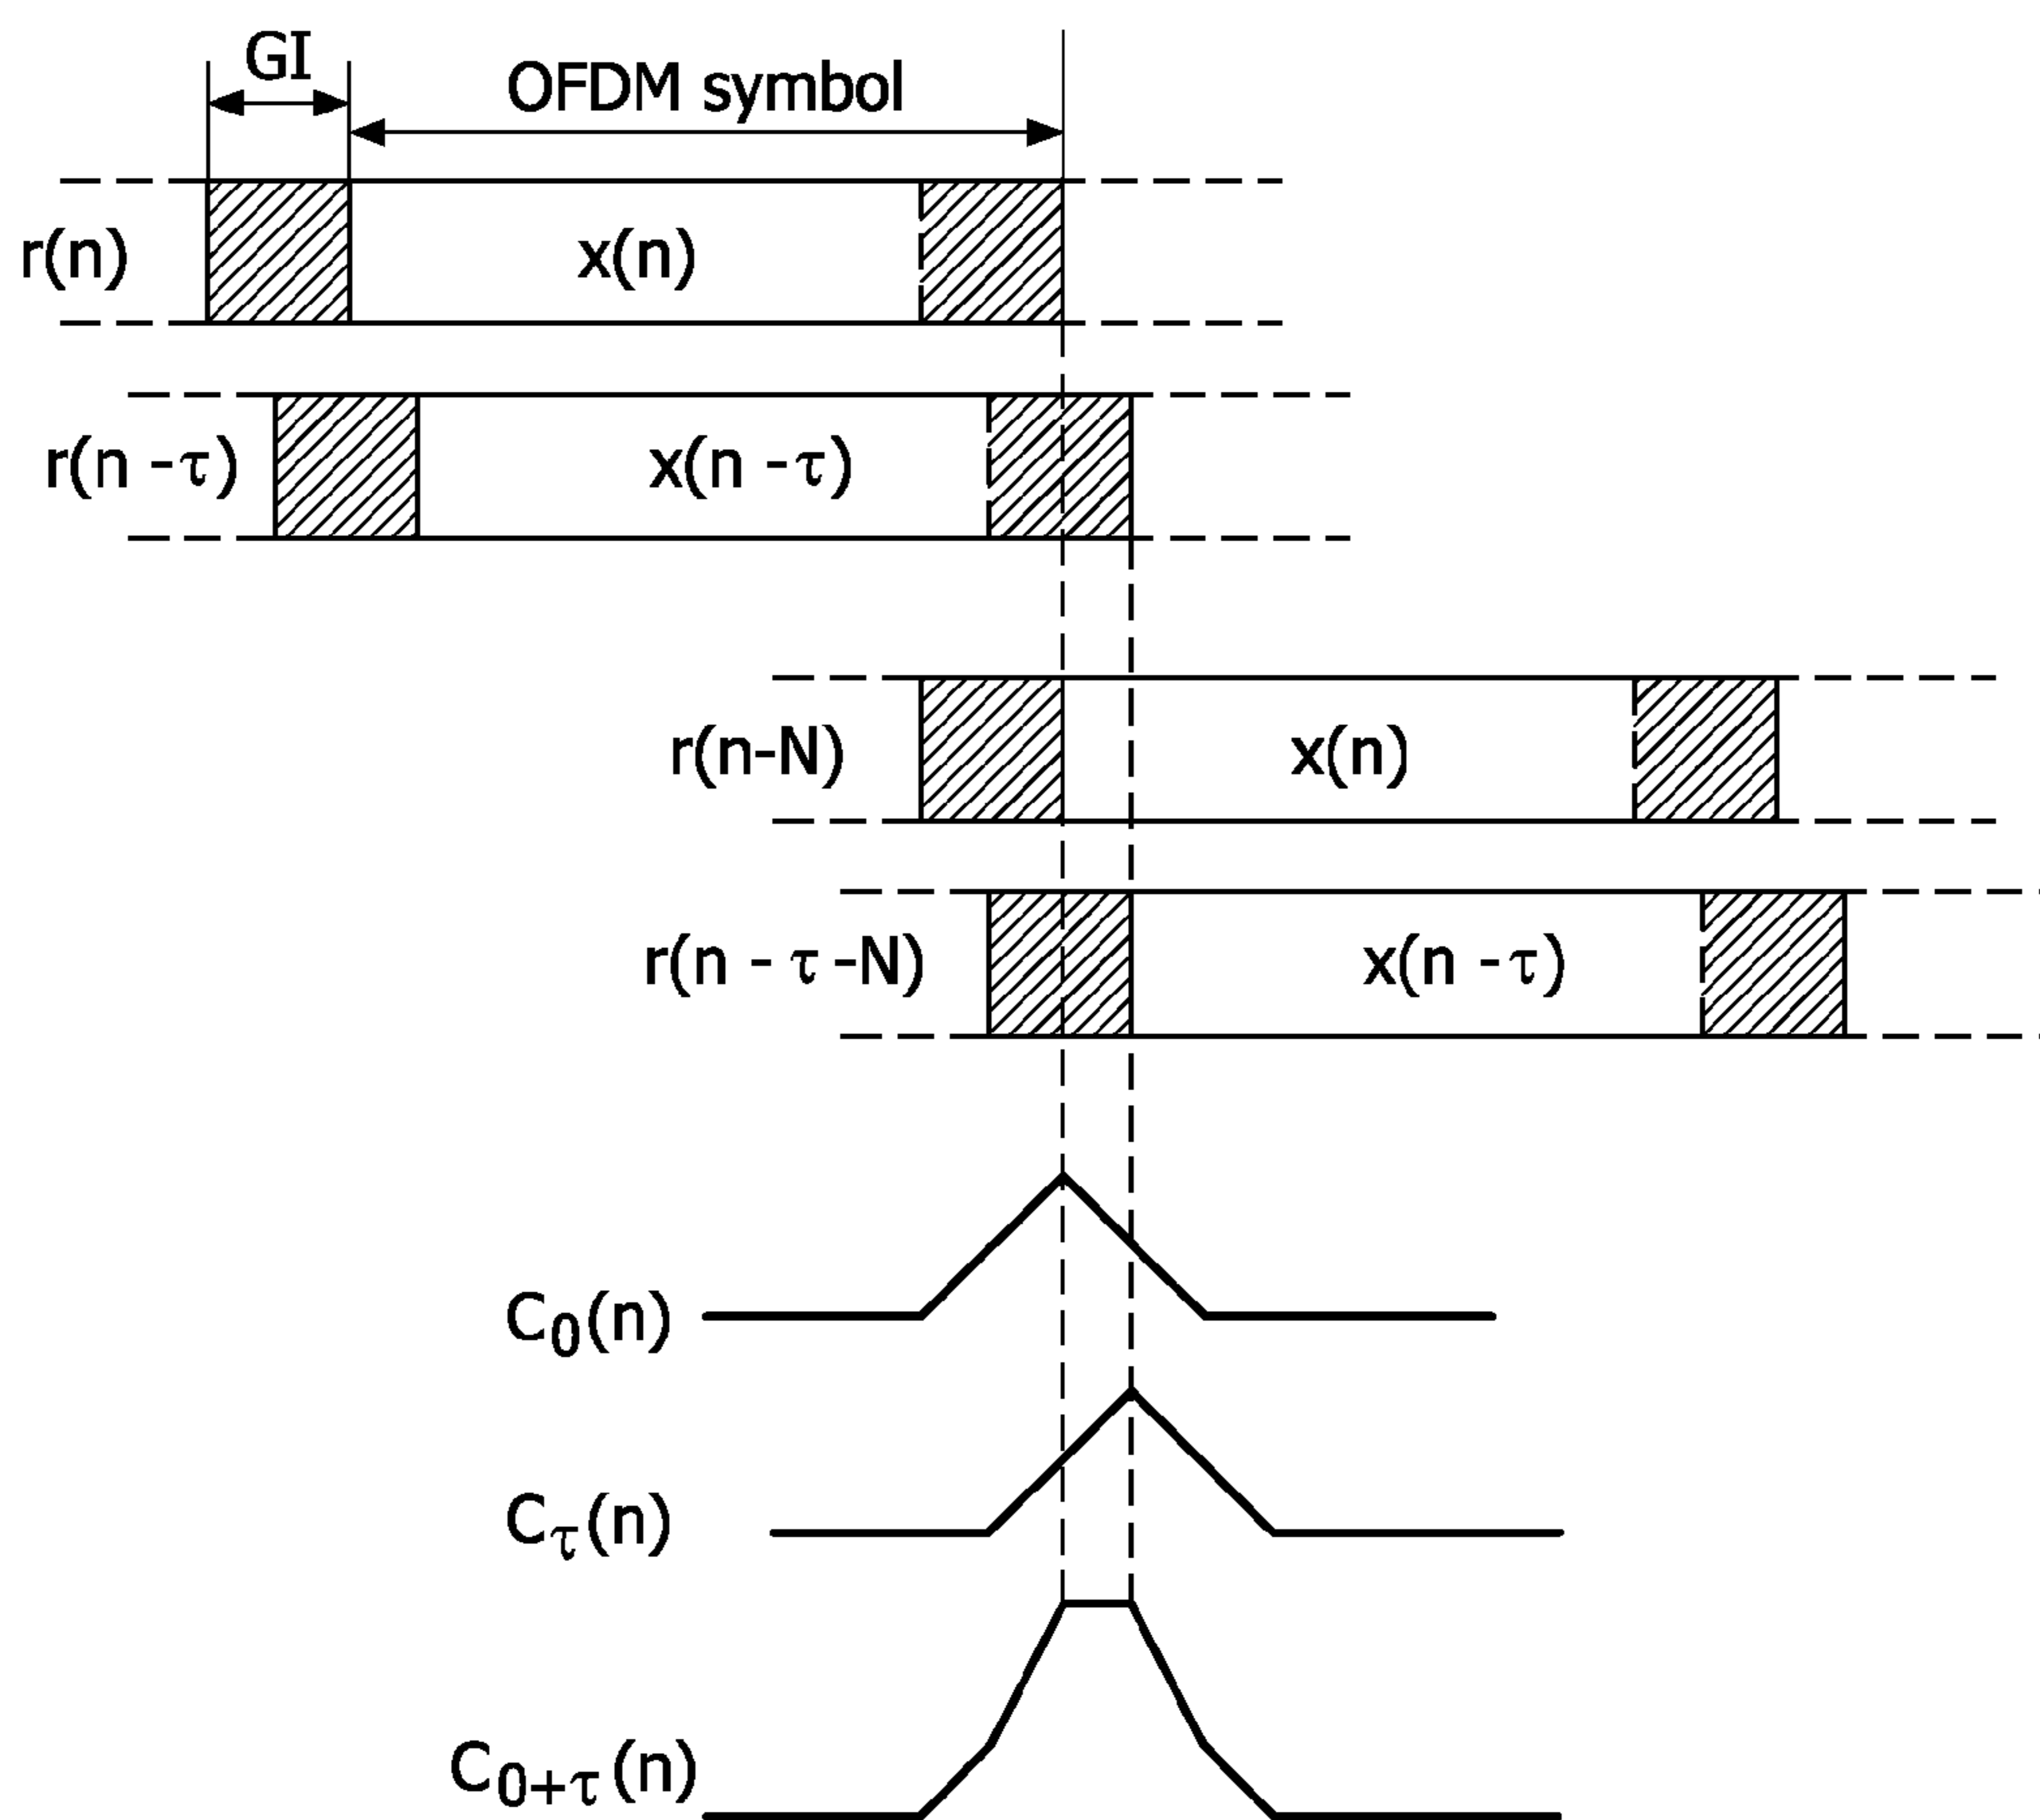 GI
OFDM symbol
r(n)
x(n)
r(n -τ)
x(n -τ)
r(n-N)
x(n)
r(n - τ -N)
x(n -τ)
C0(n)
Cτ(n)
C0+τ(n)